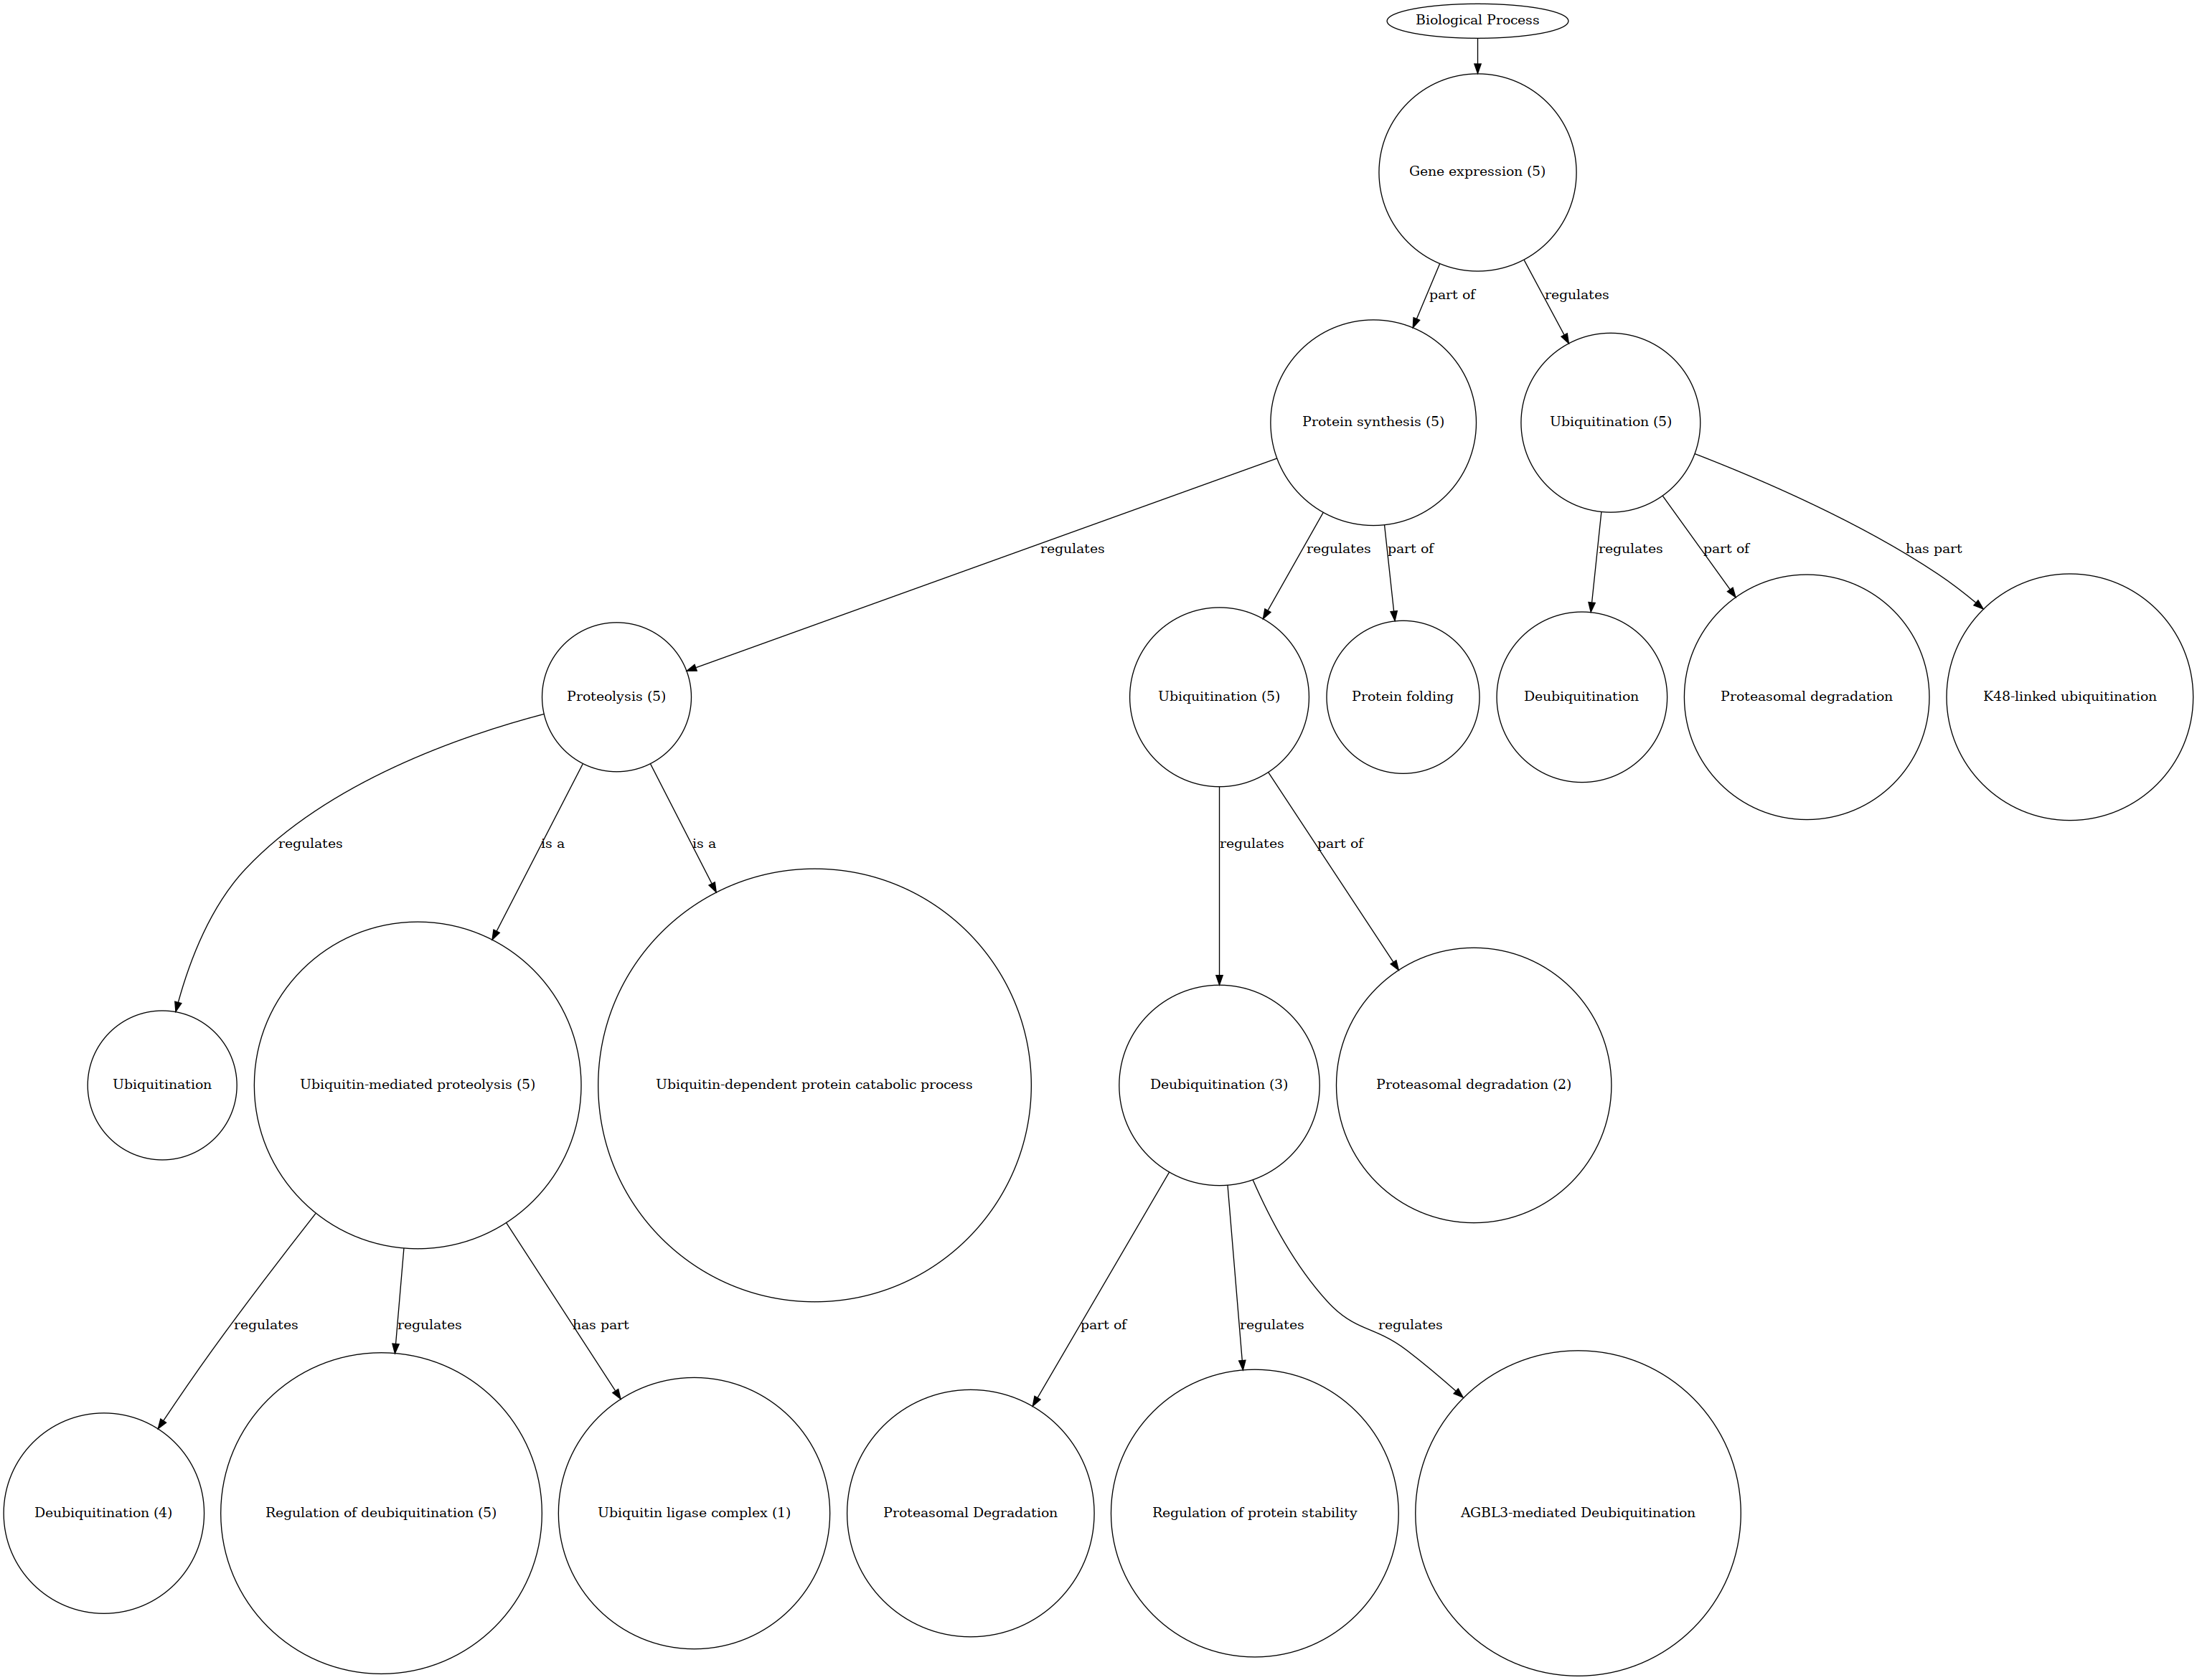 Biological Process
Gene expression (5)
part of
regulates
Protein synthesis (5)
Ubiquitination (5)
regulates
regulates
part of
regulates
part of
has part
Proteolysis (5)
Ubiquitination (5)
Protein folding
Deubiquitination
Proteasomal degradation
K48-linked ubiquitination
regulates
is a
is a
regulates
part of
Ubiquitination
Ubiquitin-mediated proteolysis (5)
Ubiquitin-dependent protein catabolic process
Deubiquitination (3)
Proteasomal degradation (2)
regulates
regulates
has part
part of
regulates
regulates
Deubiquitination (4)
Regulation of deubiquitination (5)
Ubiquitin ligase complex (1)
Proteasomal Degradation
Regulation of protein stability
AGBL3-mediated Deubiquitination